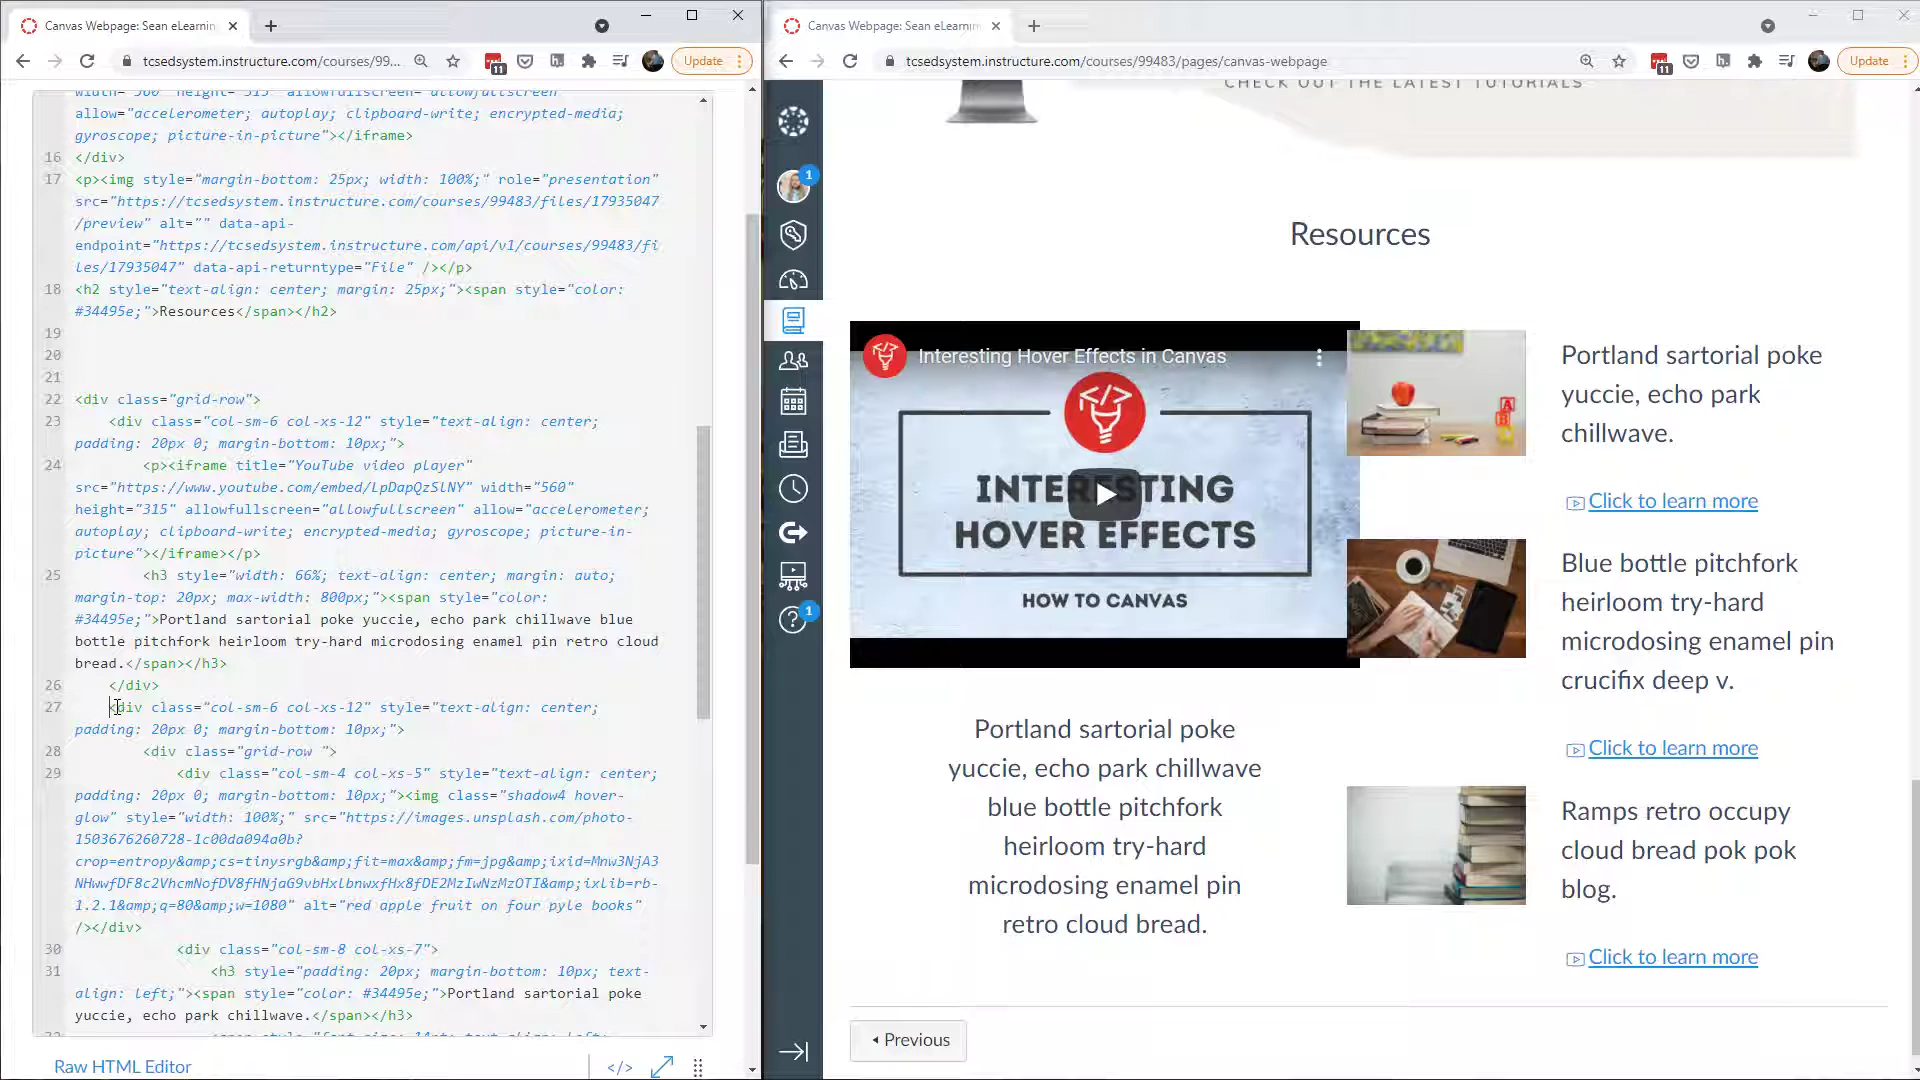 Canvas Webpage: Sean eLearnin
tcsedsystem.instructure.com/courses/99...
11
Update
width="560" height="315" allowfullscreen="allowfullscreen"
allow="accelerometer; autoplay; clipboard-write; encrypted-media;
gyroscope; picture-in-picture"></iframe>
16 </div>
17 <p><img style="margin-bottom: 25px; width: 100%;" role="presentation"
src="https://tcsedsystem.instructure.com/courses/99483/files/17935047
/preview" alt="" data-api-
endpoint="https://tcsedsystem.instructure.com/api/v1/courses/99483/fi
les/17935047" data-api-returntype="File" /></p>
18 <h2 style="text-align: center; margin: 25px;"><span style="color:
#34495e;">Resources</span></h2>
19
20
21
22 <div class="grid-row">
23 <div class="col-sm-6 col-xs-12" style="text-align: center;
padding: 20px 0; margin-bottom: 10px;">
24 <p><iframe title="YouTube video player"
src="https://www.youtube.com/embed/LpDapQzSlNY" width="560"
height="315" allowfullscreen="allowfullscreen" allow="accelerometer;
autoplay; clipboard-write; encrypted-media; gyroscope; picture-in-
picture"></iframe></p>
25 <h3 style="width: 66%; text-align: center; margin: auto;
margin-top: 20px; max-width: 800px;"><span style="color:
#34495e;">Portland sartorial poke yuccie, echo park chillwave blue
bottle pitchfork heirloom try-hard microdosing enamel pin retro cloud
bread.</span></h3>
26 </div>
27 <div class="col-sm-6 col-xs-12" style="text-align: center;
padding: 20px 0; margin-bottom: 10px;">
28 <div class="grid-row ">
29 <div class="col-sm-4 col-xs-5" style="text-align: center;
padding: 20px 0; margin-bottom: 10px;"><img class="shadow4 hover-
glow" style="width: 100%;" src="https://images.unsplash.com/photo-
1503676260728-1c00da094a0b?
crop=entropy&amp;cs=tinysrgb&amp;fit=max&amp;fm=jpg&amp;ixid=Mnw3NjA3
NHwwfDF8c2VhcmNofDV8fHNjaG9vbHxlbnwxfHx8fDE2MzIwNzMzOTI&amp;ixlib=rb-
1.2.1&amp;q=80&amp;w=1080" alt="red apple fruit on four pyle books"
/></div>
30 <div class="col-sm-8 col-xs-7">
31 <h3 style="padding: 20px; margin-bottom: 10px; text-
align: left;"><span style="color: #34495e;">Portland sartorial poke
yuccie, echo park chillwave.</span></h3>
Raw HTML Editor
</>
Canvas Webpage: Sean eLearnin
tcsedsystem.instructure.com/courses/99483/pages/canvas-webpage
11
Update
1
1
CHECK OUT THE LATEST TUTORIALS
Resources
Interesting Hover Effects in Canvas
INTERESTING
HOVER EFFECTS
HOW TO CANVAS
Portland sartorial poke
yuccie, echo park chillwave
blue bottle pitchfork
heirloom try-hard
microdosing enamel pin
retro cloud bread.
A
B
Portland sartorial poke
yuccie, echo park
chillwave.
Click to learn more
Blue bottle pitchfork
heirloom try-hard
microdosing enamel pin
crucifix deep v.
Click to learn more
Ramps retro occupy
cloud bread pok pok
blog.
Click to learn more
Previous